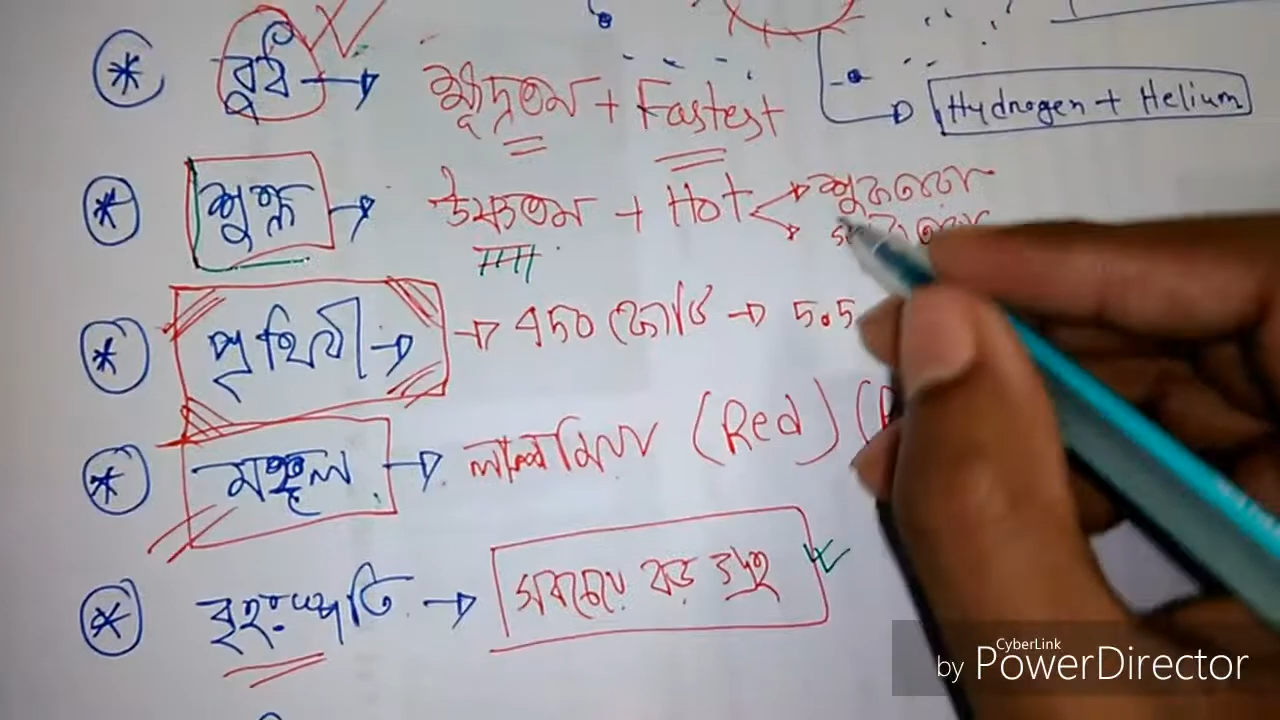 * বুধ → ক্ষুদ্রতম + Fastest
Hydrogen + Helium
* শুক্র → উষ্ণতম + Hot → শুকতারা
* পৃথিবী → → 450 কোটি → 5.5
* মঙ্গল → লালগ্রহ (Red) (
* বৃহস্পতি → সবচেয়ে বড় গ্রহ
CyberLink
by PowerDirector